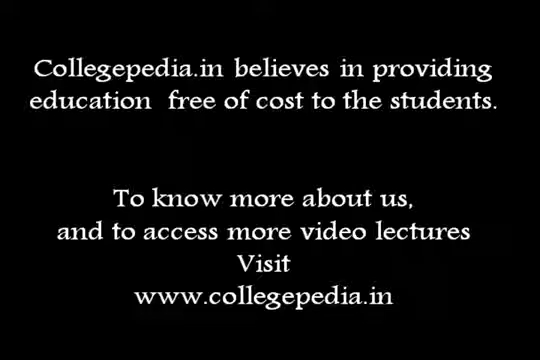 Collegepedia.in believes in providing
education  free of cost to the students.
To know more about us,
and to access more video lectures
Visit
www.collegepedia.in